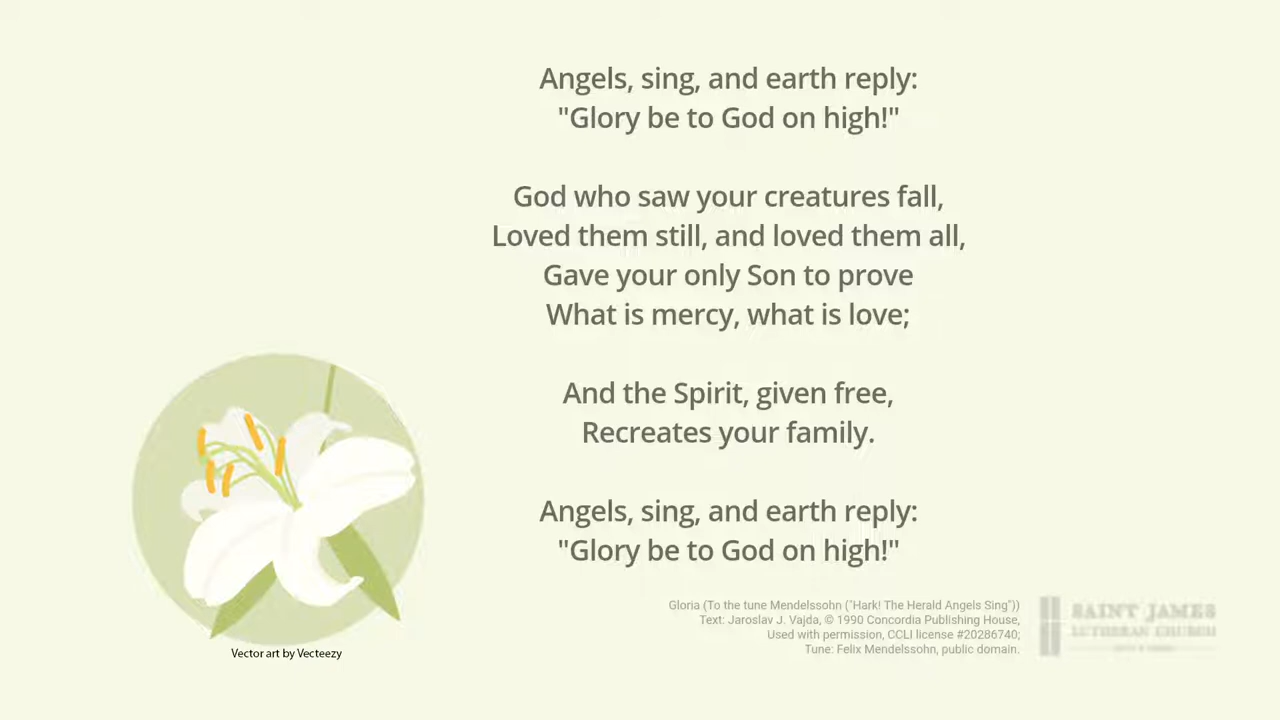 Angels, sing, and earth reply:
"Glory be to God on high!"
God who saw your creatures fall,
Loved them still, and loved them all,
Gave your only Son to prove
What is mercy, what is love;
And the Spirit, given free,
Recreates your family.
Angels, sing, and earth reply:
"Glory be to God on high!"
Gloria (To the tune Mendelssohn ("Hark! The Herald Angels Sing"))
Text: Jaroslav J. Vajda, © 1990 Concordia Publishing House,
Used with permission, CCLI license #20286740;
Tune: Felix Mendelssohn, public domain.
SAINT JAMES
LUTHERAN CHURCH
Vector art by Vecteezy